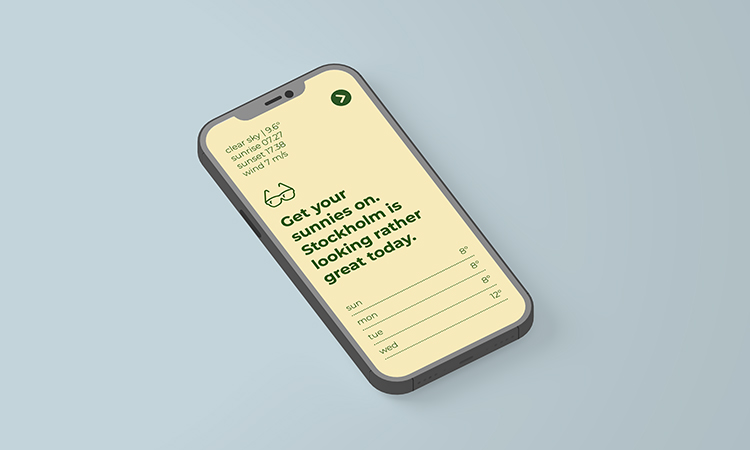 clear sky | 9.6°
sunrise 07.27
sunset 17.38
wind 7 m/s
Get your
sunnies on.
Stockholm is
looking rather
great today.
sun 8°
mon 8°
tue 8°
wed 12°